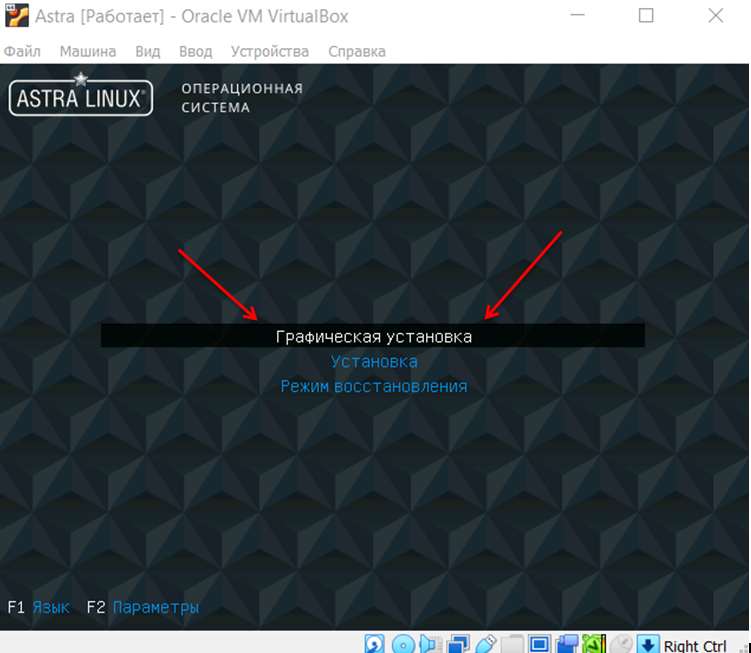 Astra [Работает] - Oracle VM VirtualBox
Файл Машина Вид Ввод Устройства Справка
ASTRA LINUX® ОПЕРАЦИОННАЯ СИСТЕМА
Графическая установка
Установка
Режим восстановления
F1 Язык F2 Параметры
Right Ctrl